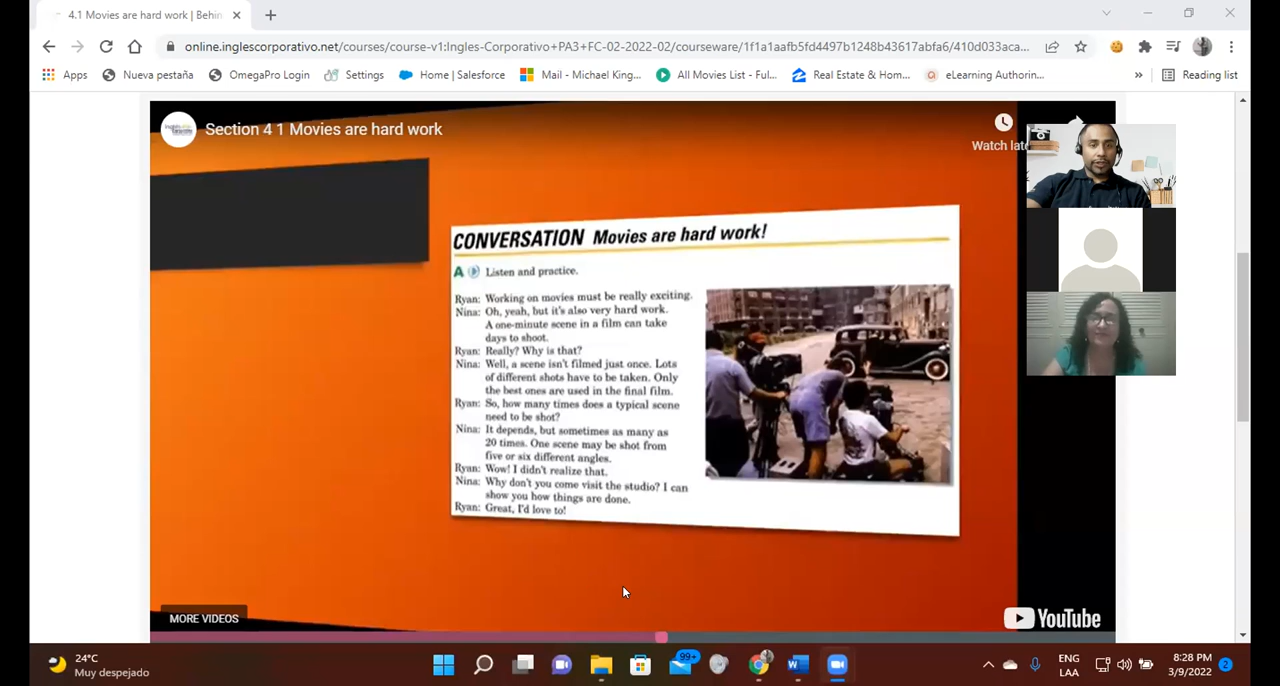 4.1 Movies are hard work | Behin
online.inglescorporativo.net/courses/course-v1:Ingles-Corporativo+PA3+FC-02-2022-02/courseware/1f1a1aafb5fd4497b1248b43617abfa6/410d033aca...
Apps
Nueva pestaña
OmegaPro Login
Settings
Home | Salesforce
Mail - Michael King...
All Movies List - Ful...
Real Estate & Hom...
eLearning Authorin...
»
Reading list
Section 4 1 Movies are hard work
Watch late
CONVERSATION Movies are hard work!
A Listen and practice.
Ryan: Working on movies must be really exciting.
Nina: Oh, yeah, but it's also very hard work.
A one-minute scene in a film can take
days to shoot.
Ryan: Really? Why is that?
Nina: Well, a scene isn't filmed just once. Lots
of different shots have to be taken. Only
the best ones are used in the final film.
Ryan: So, how many times does a typical scene
need to be shot?
Nina: It depends, but sometimes as many as
20 times. One scene may be shot from
five or six different angles.
Ryan: Wow! I didn't realize that.
Nina: Why don't you come visit the studio? I can
show you how things are done.
Ryan: Great, I'd love to!
MORE VIDEOS
YouTube
24°C
Muy despejado
99+
ENG
LAA
8:28 PM
3/9/2022
2